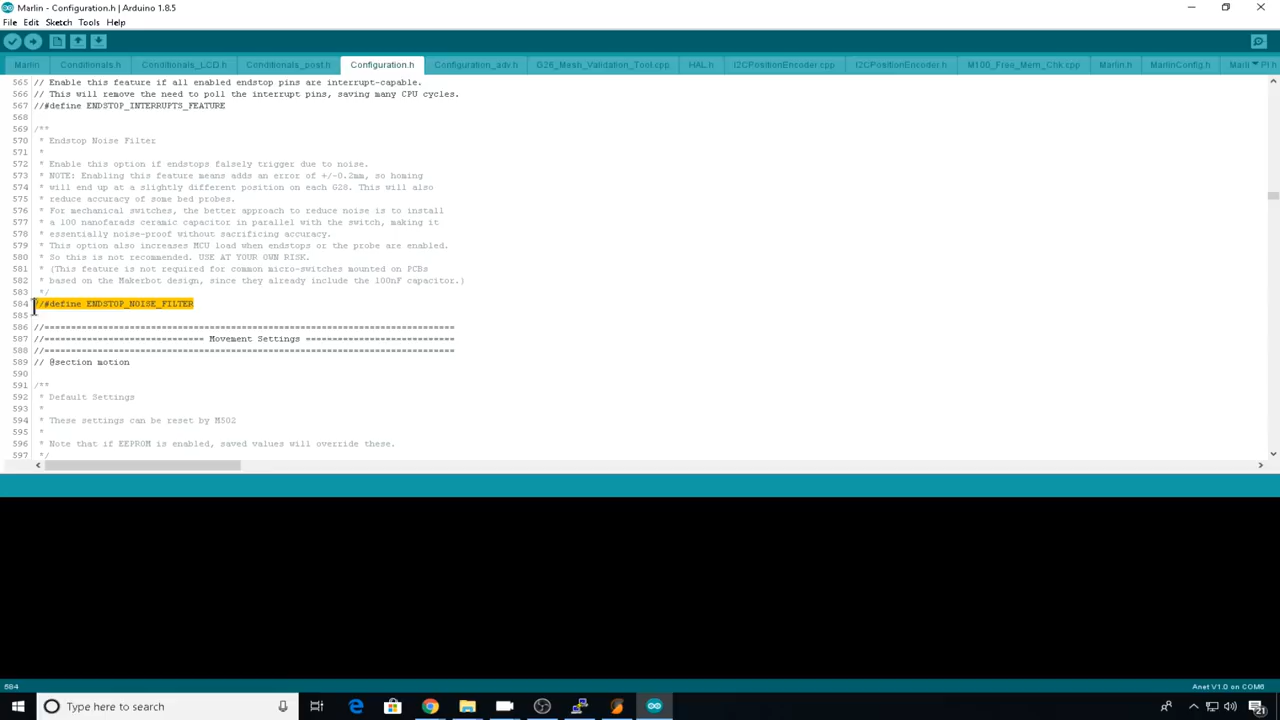 Marlin - Configuration.h | Arduino 1.8.5
File Edit Sketch Tools Help
Marlin Conditionals.h Conditionals_LCD.h Conditionals_post.h Configuration.h Configuration_adv.h G26_Mesh_Validation_Tool.cpp HAL.h I2CPositionEncoder.cpp I2CPositionEncoder.h M100_Free_Mem_Chk.cpp Marlin.h MarlinConfig.h
565 // Enable this feature if all enabled endstop pins are interrupt-capable.
566 // This will remove the need to poll the interrupt pins, saving many CPU cycles.
567 //#define ENDSTOP_INTERRUPTS_FEATURE
568
569 /**
570 * Endstop Noise Filter
571 *
572 * Enable this option if endstops falsely trigger due to noise.
573 * NOTE: Enabling this feature means adds an error of +/-0.2mm, so homing
574 * will end up at a slightly different position on each G28. This will also
575 * reduce accuracy of some bed probes.
576 * For mechanical switches, the better approach to reduce noise is to install
577 * a 100 nanofarads ceramic capacitor in parallel with the switch, making it
578 * essentially noise-proof without sacrificing accuracy.
579 * This option also increases MCU load when endstops or the probe are enabled.
580 * So this is not recommended. USE AT YOUR OWN RISK.
581 * (This feature is not required for common micro-switches mounted on PCBs
582 * based on the Makerbot design, since they already include the 100nF capacitor.)
583 */
584 //#define ENDSTOP_NOISE_FILTER
585
586 //===========================================================================
587 //============================= Movement Settings ============================
588 //===========================================================================
589 // @section motion
590
591 /**
592 * Default Settings
593 *
594 * These settings can be reset by M502
595 *
596 * Note that if EEPROM is enabled, saved values will override these.
597 */
584 Anet V1.0 on COM6
Type here to search
21